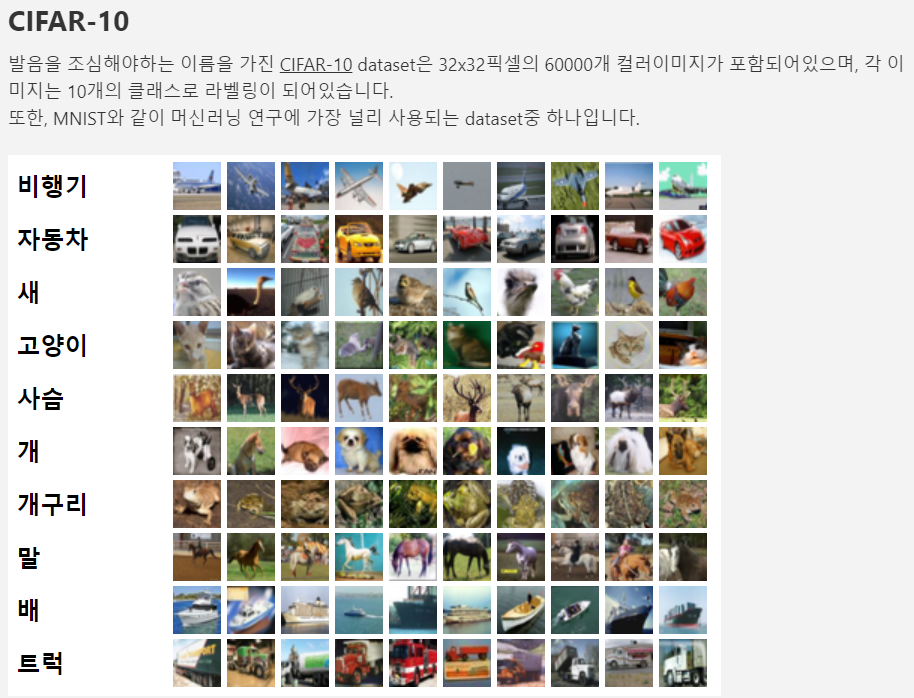 CIFAR-10
발음을 조심해야하는 이름을 가진 CIFAR-10 dataset은 32x32픽셀의 60000개 컬러이미지가 포함되어있으며, 각 이
미지는 10개의 클래스로 라벨링이 되어있습니다.
또한, MNIST와 같이 머신러닝 연구에 가장 널리 사용되는 dataset중 하나입니다.
비행기
자동차
새
고양이
사슴
개
개구리
말
배
트럭